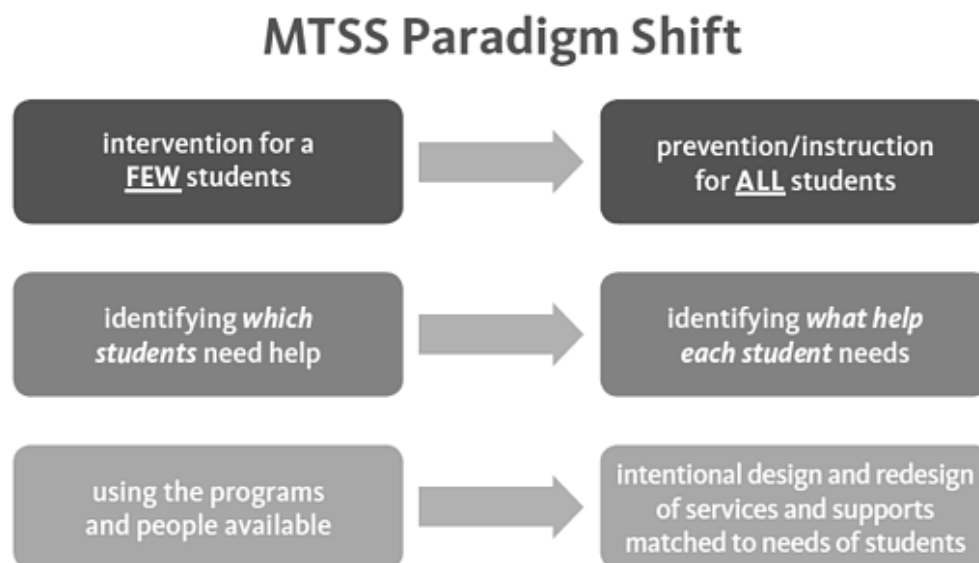 MTSS Paradigm Shift
intervention for a
FEW students
prevention/instruction
for ALL students
identifying which
students need help
identifying what help
each student needs
using the programs
and people available
intentional design and redesign
of services and supports
matched to needs of students